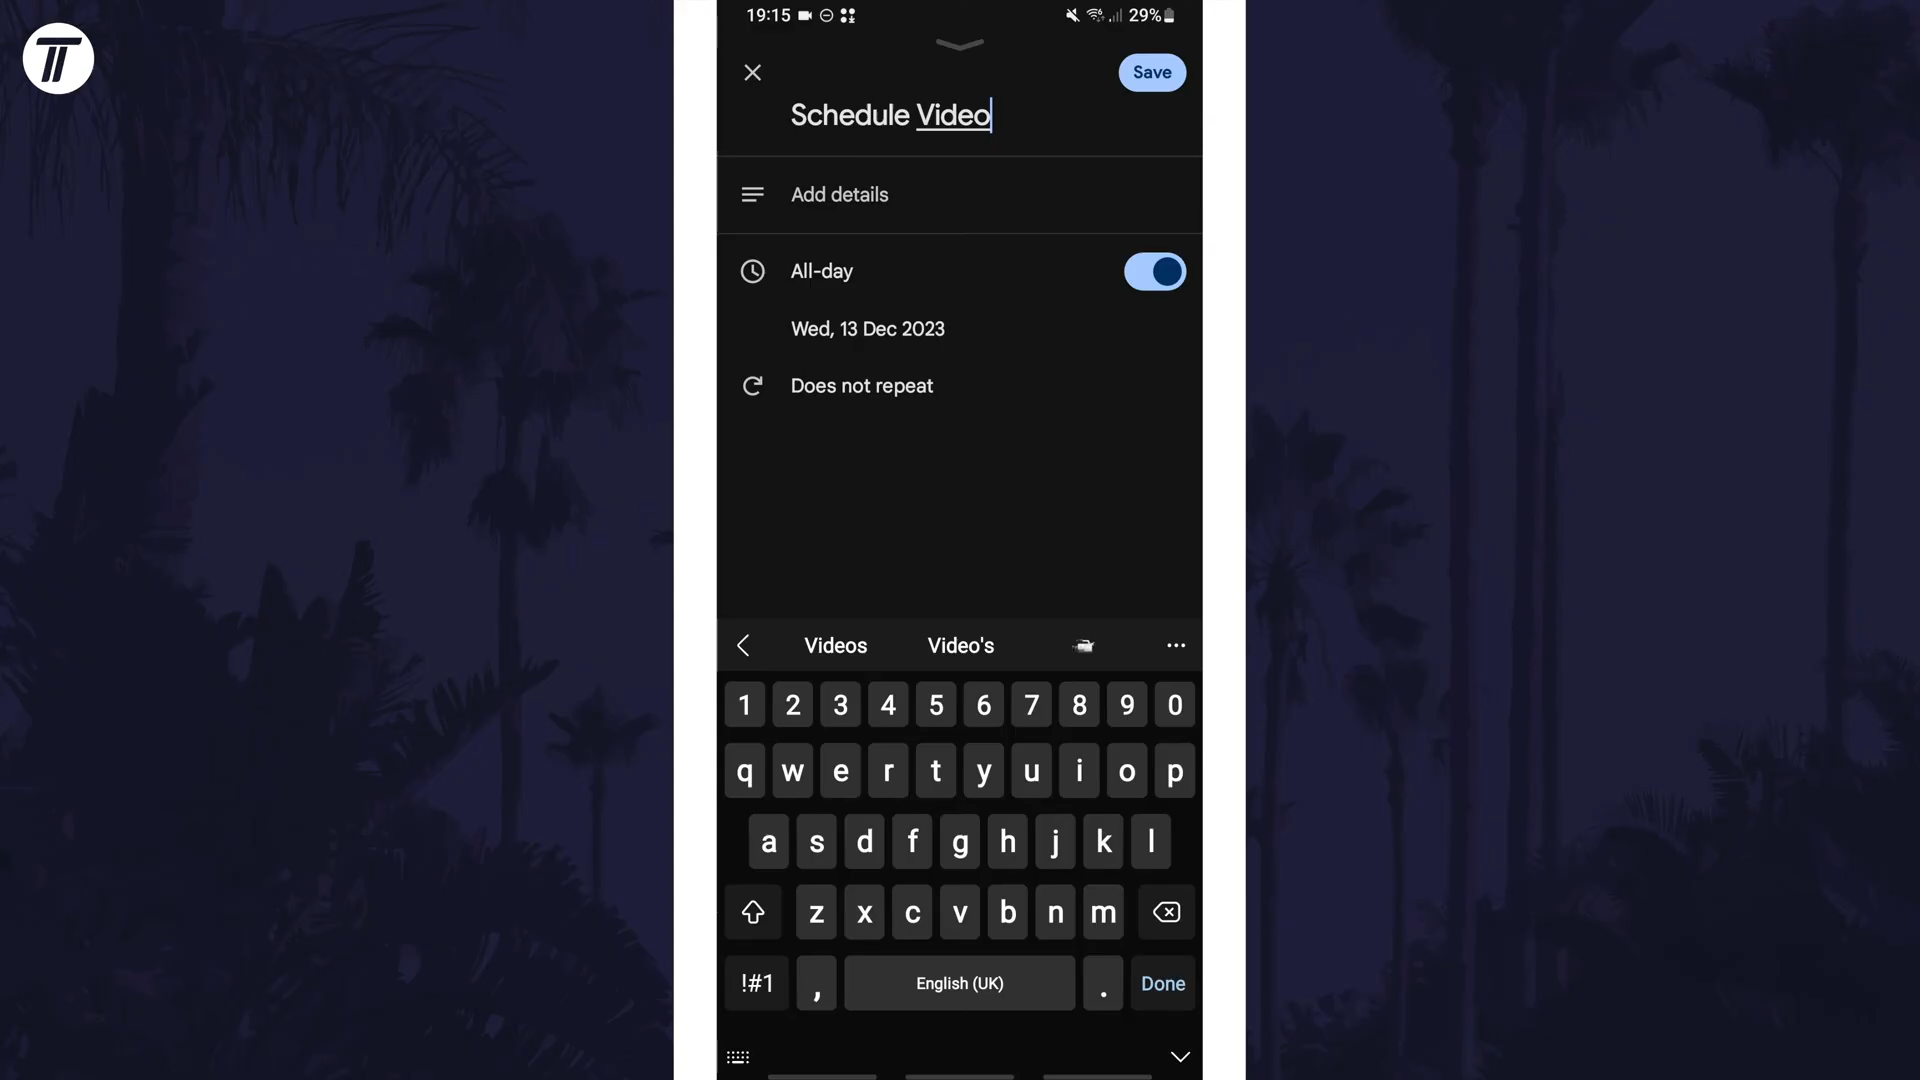 19:15
29%
Save
Schedule Video
Add details
All-day
Wed, 13 Dec 2023
Does not repeat
Videos Video's
1 2 3 4 5 6 7 8 9 0
q w e r t y u i o p
a s d f g h j k l
z x c v b n m
!#1 , English (UK) . Done